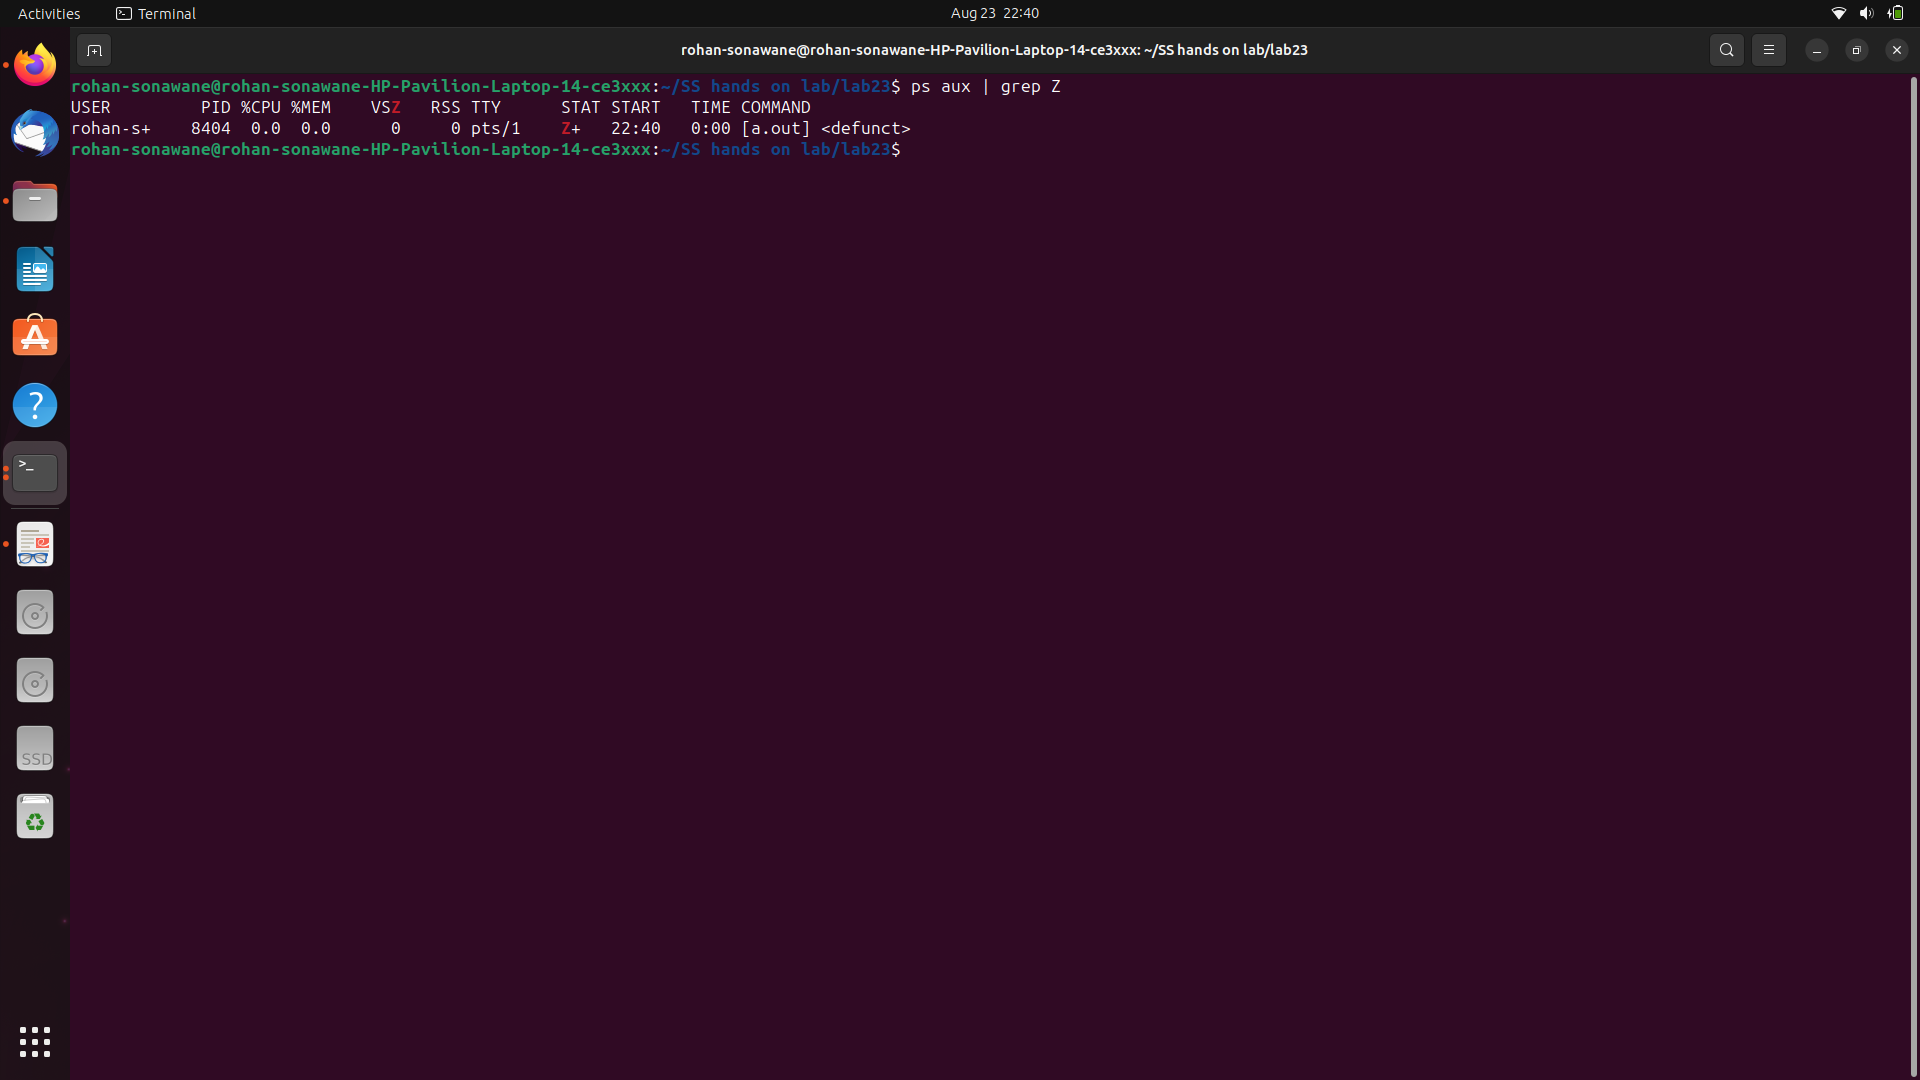 Activities Terminal Aug 23 22:40
rohan-sonawane@rohan-sonawane-HP-Pavilion-Laptop-14-ce3xxx: ~/SS hands on lab/lab23
rohan-sonawane@rohan-sonawane-HP-Pavilion-Laptop-14-ce3xxx:~/SS hands on lab/lab23$ ps aux | grep Z
USER         PID %CPU %MEM    VSZ   RSS TTY      STAT START   TIME COMMAND
rohan-s+    8404  0.0  0.0      0     0 pts/1    Z+   22:40   0:00 [a.out] <defunct>
rohan-sonawane@rohan-sonawane-HP-Pavilion-Laptop-14-ce3xxx:~/SS hands on lab/lab23$
?
>_
SSD